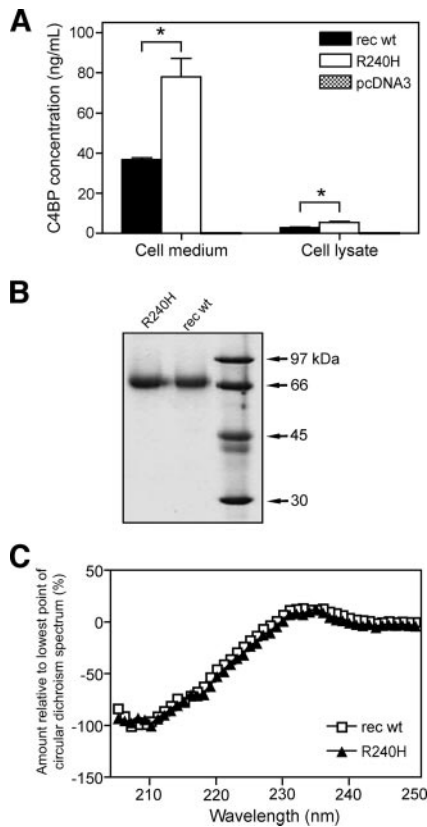 A
C4BP concentration (ng/mL)
100
80
60
40
20
0
*
*
rec wt
R240H
pcDNA3
Cell medium
Cell lysate
B
R240H
rec wt
97 kDa
66
45
30
C
Amount relative to lowest point of
circular dichroism spectrum (%)
50
0
-50
-100
-150
rec wt
R240H
210
220
230
240
250
Wavelength (nm)